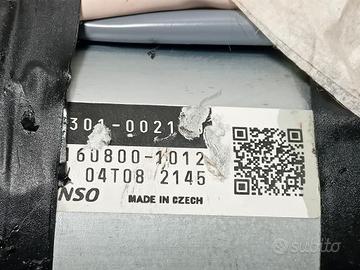 301-0021
60800-1012
04T08 2145
NSO MADE IN CZECH
subito